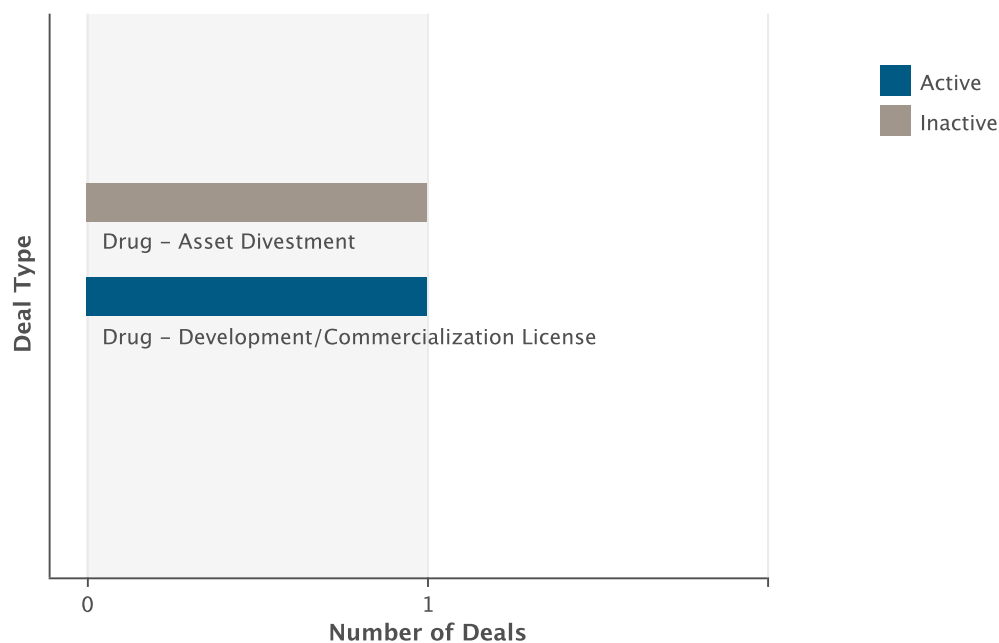 Active
Inactive
Drug – Asset Divestment
Drug – Development/Commercialization License
Deal Type
0
1
Number of Deals